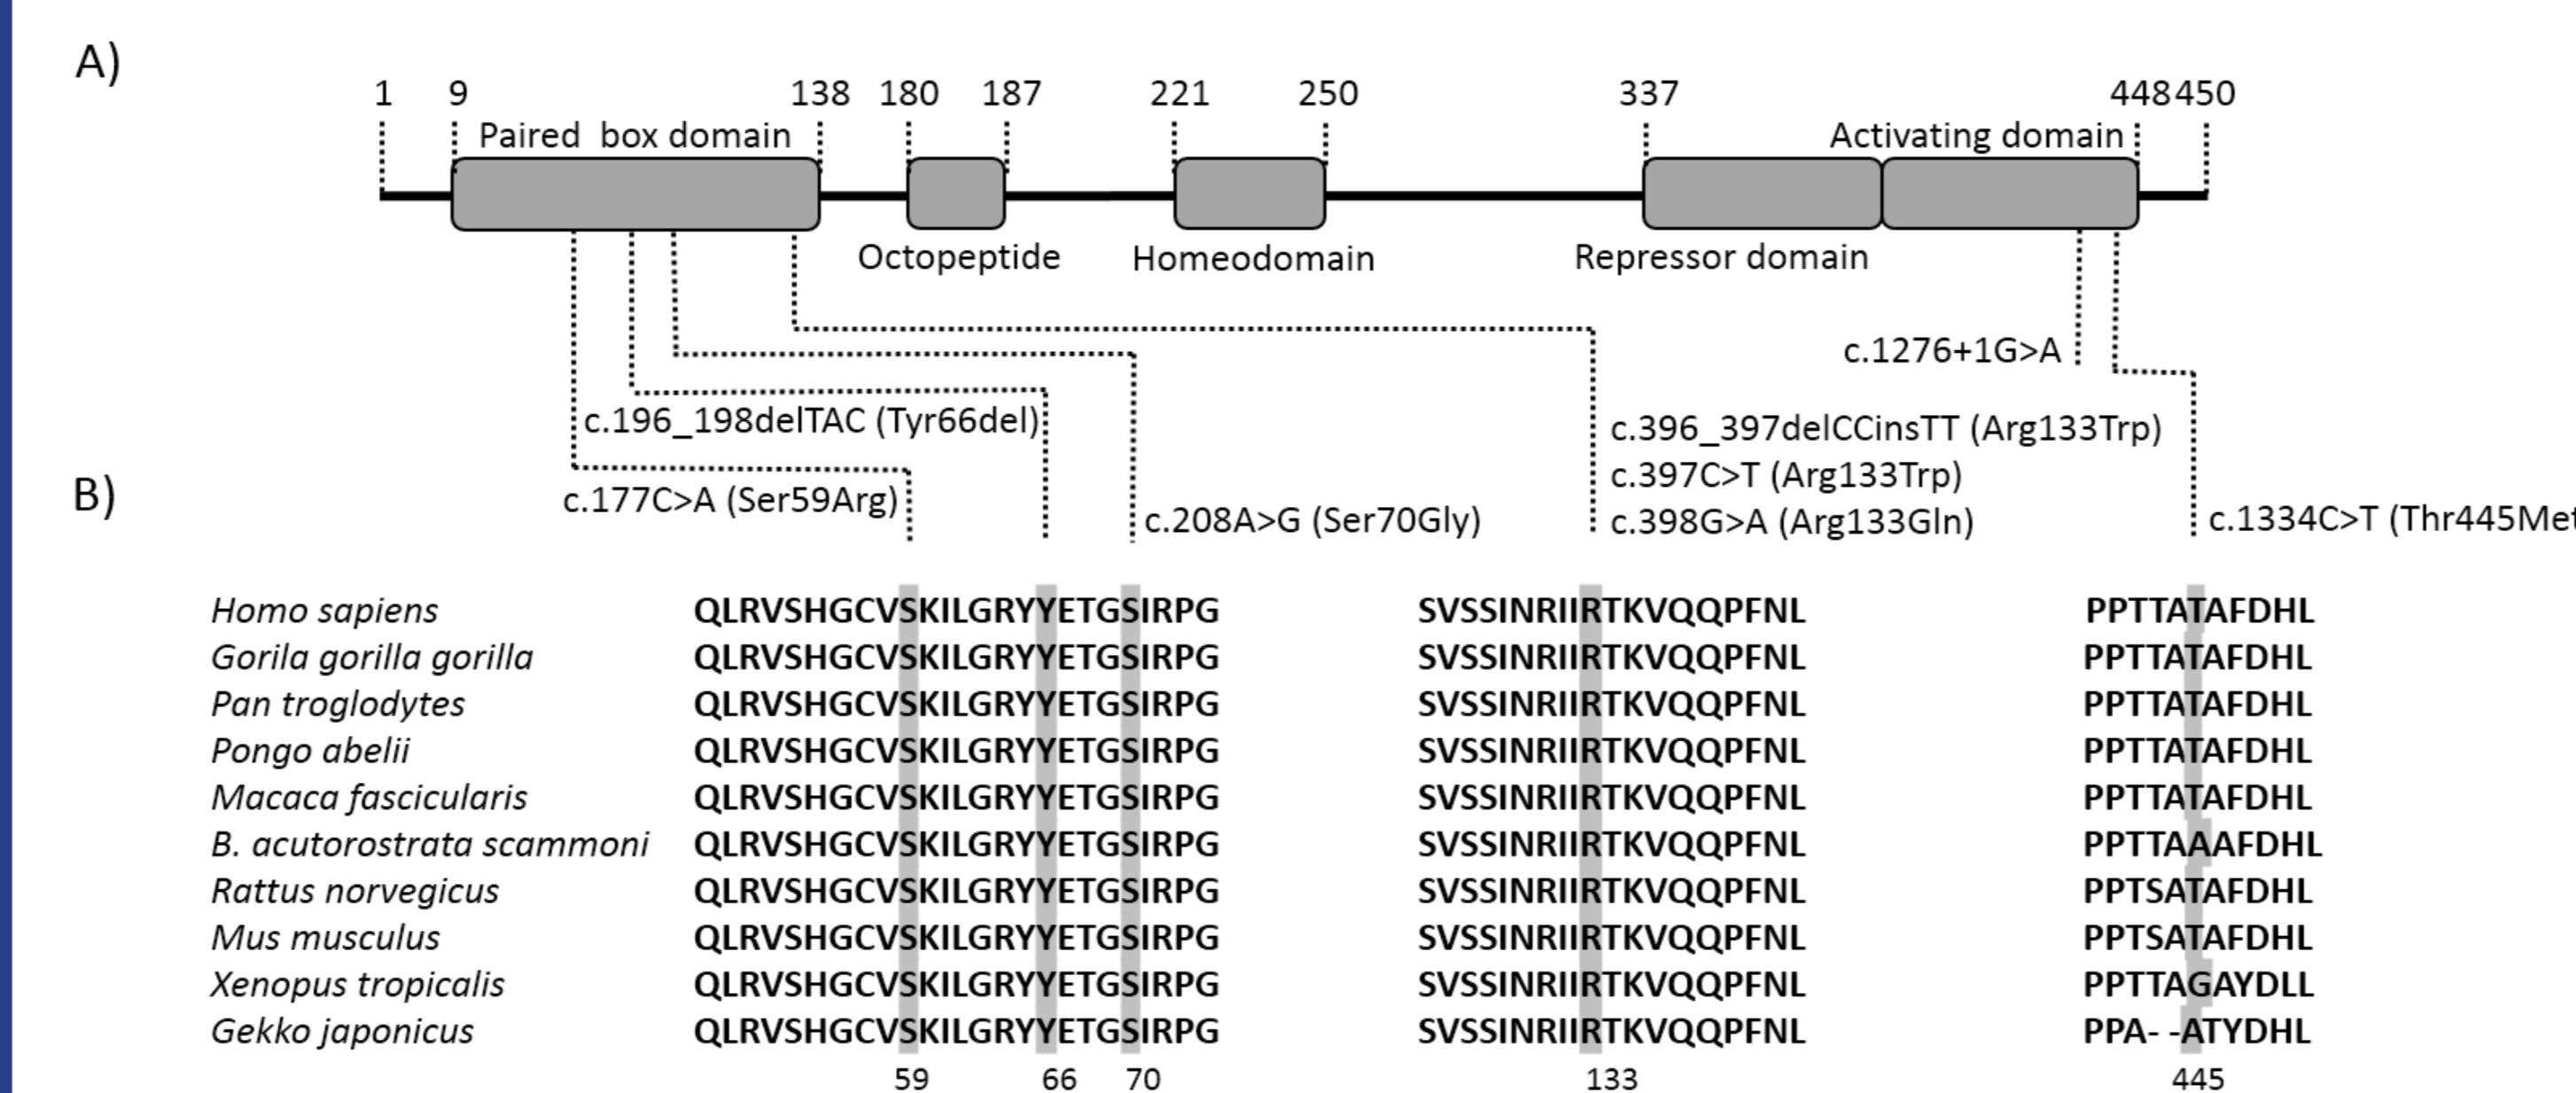 A)
1 9 138 180 187 221 250 337 448 450
Paired box domain
Activating domain
Octopeptide
Homeodomain
Repressor domain
c.1276+1G>A
c.196_198delTAC (Tyr66del)
c.396_397delCCinsTT (Arg133Trp)
c.397C>T (Arg133Trp)
B)
c.177C>A (Ser59Arg)
c.208A>G (Ser70Gly)
c.398G>A (Arg133Gln)
c.1334C>T (Thr445Met
Homo sapiens QLRVSHGCVSKILGRYYETGSIRPG SVSSINRIIRTKVQQPFNL PPTTATAFDHL
Gorila gorilla gorilla QLRVSHGCVSKILGRYYETGSIRPG SVSSINRIIRTKVQQPFNL PPTTATAFDHL
Pan troglodytes QLRVSHGCVSKILGRYYETGSIRPG SVSSINRIIRTKVQQPFNL PPTTATAFDHL
Pongo abelii QLRVSHGCVSKILGRYYETGSIRPG SVSSINRIIRTKVQQPFNL PPTTATAFDHL
Macaca fascicularis QLRVSHGCVSKILGRYYETGSIRPG SVSSINRIIRTKVQQPFNL PPTTATAFDHL
B. acutorostrata scammoni QLRVSHGCVSKILGRYYETGSIRPG SVSSINRIIRTKVQQPFNL PPTTAAAFDHL
Rattus norvegicus QLRVSHGCVSKILGRYYETGSIRPG SVSSINRIIRTKVQQPFNL PPTSATAFDHL
Mus musculus QLRVSHGCVSKILGRYYETGSIRPG SVSSINRIIRTKVQQPFNL PPTSATAFDHL
Xenopus tropicalis QLRVSHGCVSKILGRYYETGSIRPG SVSSINRIIRTKVQQPFNL PPTTAGAYDLL
Gekko japonicus QLRVSHGCVSKILGRYYETGSIRPG SVSSINRIIRTKVQQPFNL PPA- -ATYDHL
59 66 70 133 445